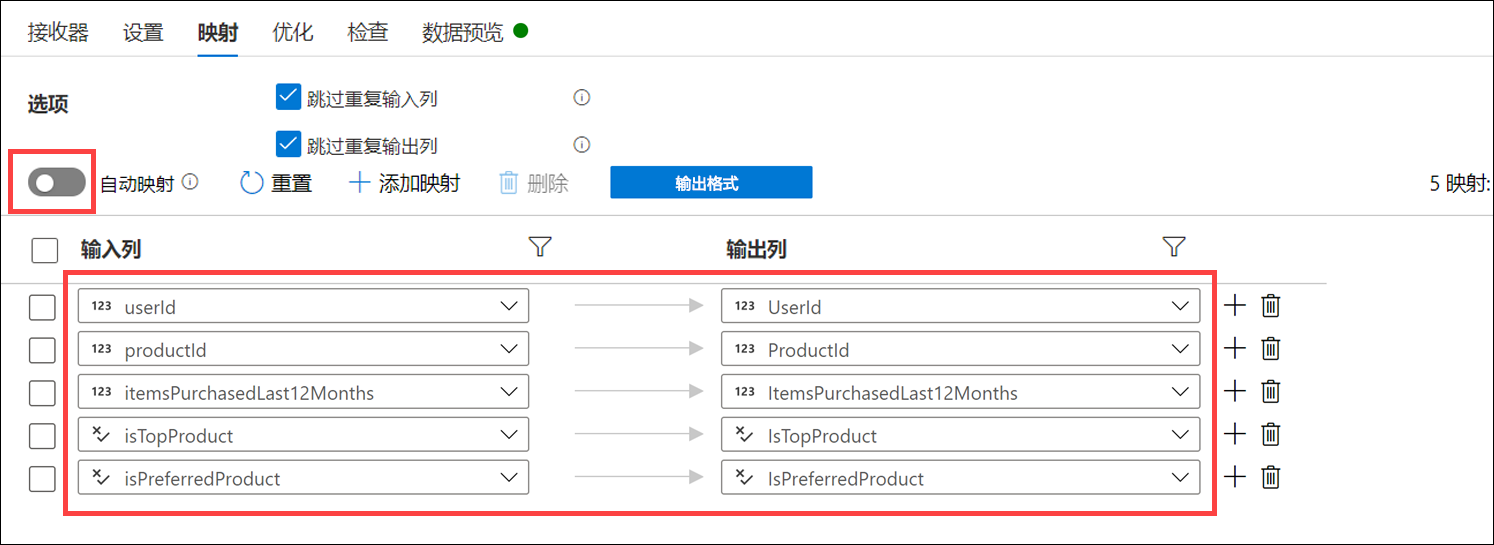 接收器 设置 映射 优化 检查 数据预览
选项
跳过重复输入列
跳过重复输出列
自动映射 重置 添加映射 删除 输出格式 5 映射:
输入列 输出列
123 userId 123 UserId
123 productId 123 ProductId
123 itemsPurchasedLast12Months 123 ItemsPurchasedLast12Months
isTopProduct IsTopProduct
isPreferredProduct IsPreferredProduct